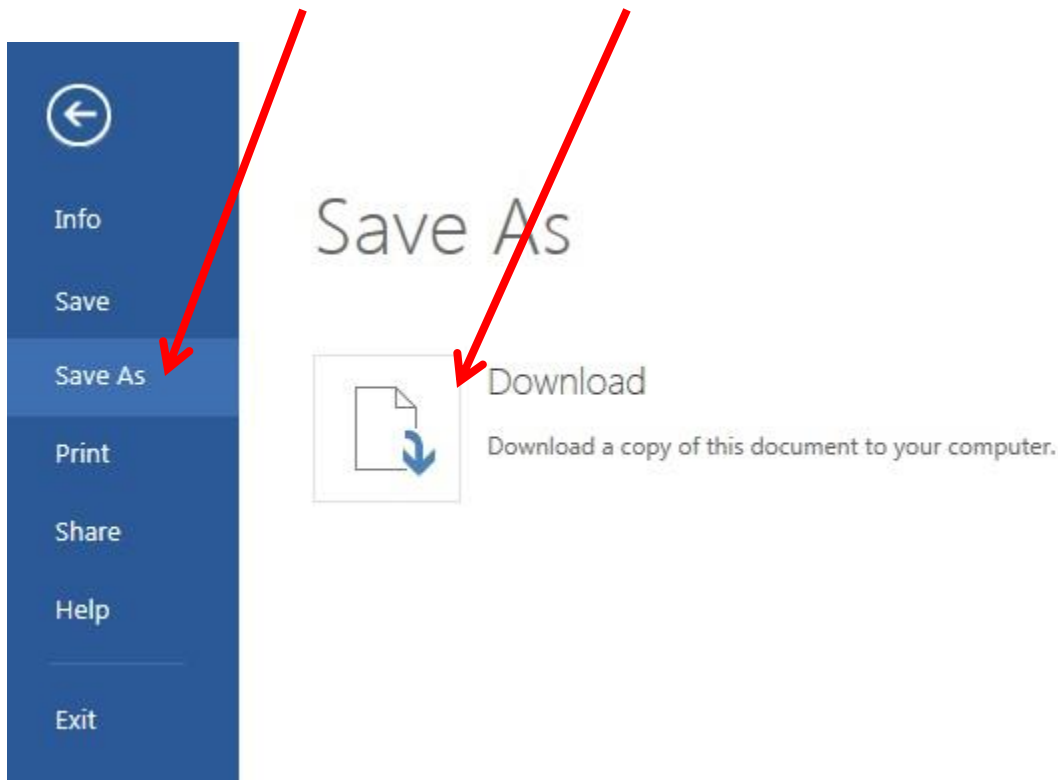 Info
Save
Save As
Print
Share
Help
Exit
Save As
Download
Download a copy of this document to your computer.